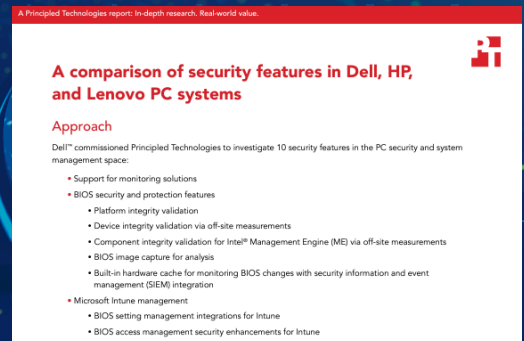 A Principled Technologies report: In-depth research. Real-world value.
PT
A comparison of security features in Dell, HP,
and Lenovo PC systems
Approach
Dell™ commissioned Principled Technologies to investigate 10 security features in the PC security and system
management space:
• Support for monitoring solutions
• BIOS security and protection features
• Platform integrity validation
• Device integrity validation via off-site measurements
• Component integrity validation for Intel® Management Engine (ME) via off-site measurements
• BIOS image capture for analysis
• Built-in hardware cache for monitoring BIOS changes with security information and event
management (SIEM) integration
• Microsoft Intune management
• BIOS setting management integrations for Intune
• BIOS access management security enhancements for Intune